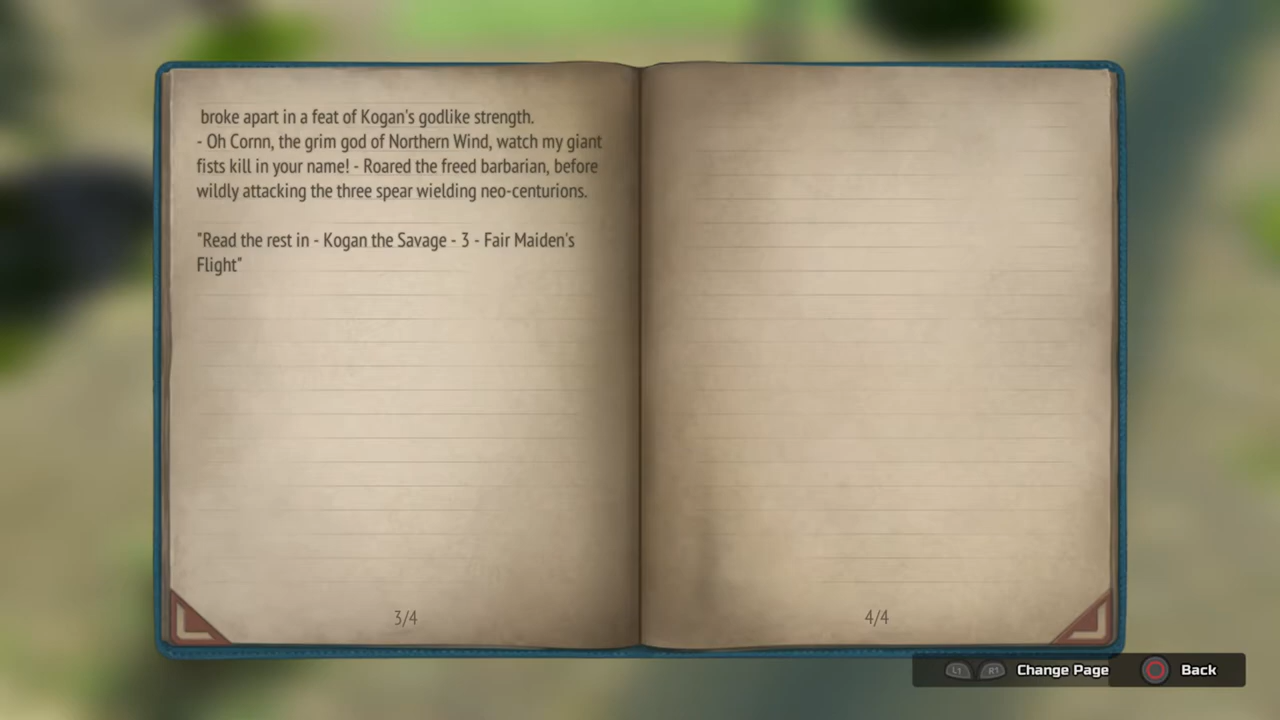 broke apart in a feat of Kogan's godlike strength.
- Oh Cornn, the grim god of Northern Wind, watch my giant
fists kill in your name! - Roared the freed barbarian, before
wildly attacking the three spear wielding neo-centurions.
"Read the rest in - Kogan the Savage - 3 - Fair Maiden's
Flight"
3/4
4/4
L1 R1 Change Page Back